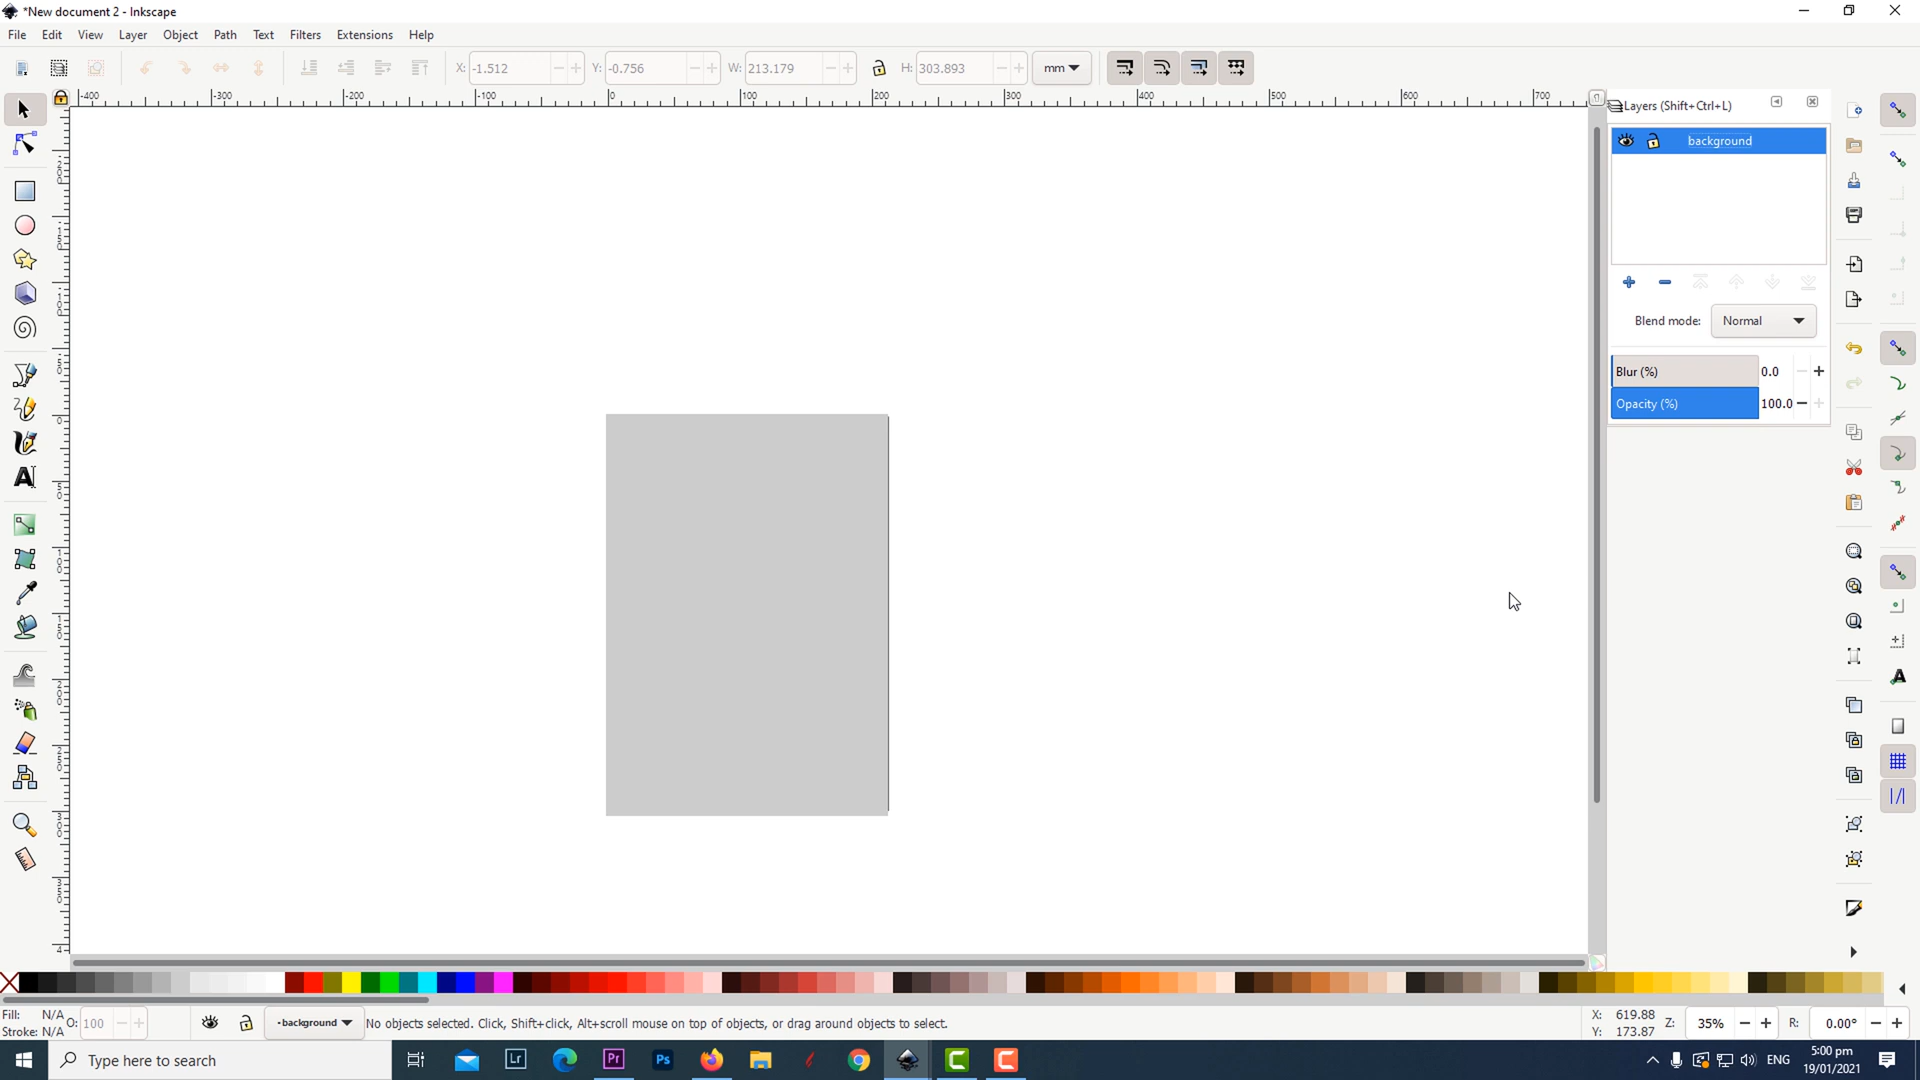 *New document 2 - Inkscape
File Edit View Layer Object Path Text Filters Extensions Help
X: -1.512 Y: -0.756 W: 213.179 H: 303.893 mm
-400 -300 -200 -100 0 100 200 300 400 500 600 700
Layers (Shift+Ctrl+L)
background
Blend mode: Normal
Blur (%) 0.0
Opacity (%) 100.0
Fill: N/A
Stroke: N/A
O: 100
-background
No objects selected. Click, Shift+click, Alt+scroll mouse on top of objects, or drag around objects to select.
X: 619.88
Y: 173.87
Z: 35%
R: 0.00°
Type here to search
Lr
Pr
Ps
ENG
5:00 pm
19/01/2021